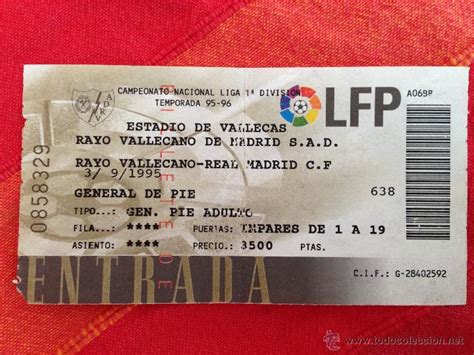 CAMPEONATO NACIONAL LIGA 1ª DIVISIÓN
TEMPORADA 95-96
LFP
ESTADIO DE VALLECAS
RAYO VALLECANO DE MADRID S.A.D.
RAYO VALLECANO-REAL MADRID C.F
3/ 9/1995
GENERAL DE PIE
638
TIPO...: GEN. PIE ADULTO
FILA...: **** PUERTAS: IMPARES DE 1 A 19
ASIENTO: **** PRECIO.: 3500 PTAS.
C.I.F.: G-28402592
ENTRADA
0858329
www.todocoleccion.net